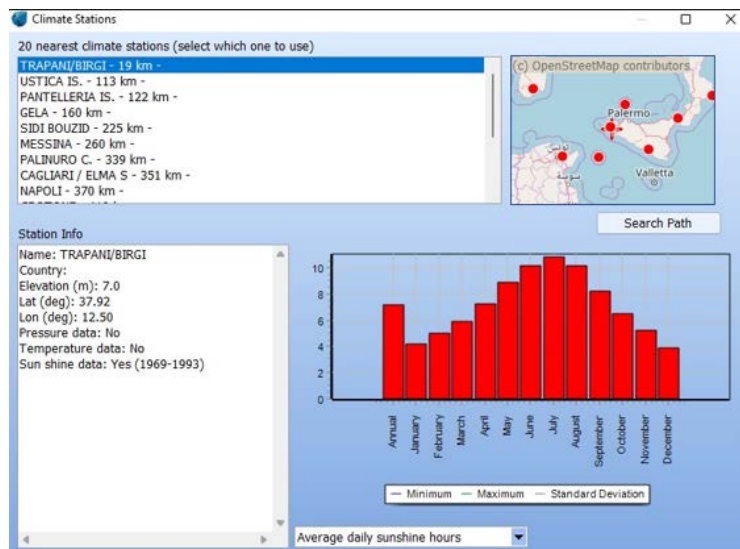 Climate Stations
20 nearest climate stations (select which one to use)
TRAPANI/BIRGI - 19 km -
USTICA IS. - 113 km -
PANTELLERIA IS. - 122 km -
GELA - 160 km -
SIDI BOUZID - 225 km -
MESSINA - 260 km -
PALINURO C. - 339 km -
CAGLIARI / ELMA S - 351 km -
NAPOLI - 370 km -
(c) OpenStreetMap contributors
Palermo
تونس
Valletta
Search Path
Station Info
Name: TRAPANI/BIRGI
Country:
Elevation (m): 7.0
Lat (deg): 37.92
Lon (deg): 12.50
Pressure data: No
Temperature data: No
Sun shine data: Yes (1969-1993)
10
8
6
4
2
0
Annual
January
February
March
April
May
June
July
August
September
October
November
December
Minimum
Maximum
Standard Deviation
Average daily sunshine hours